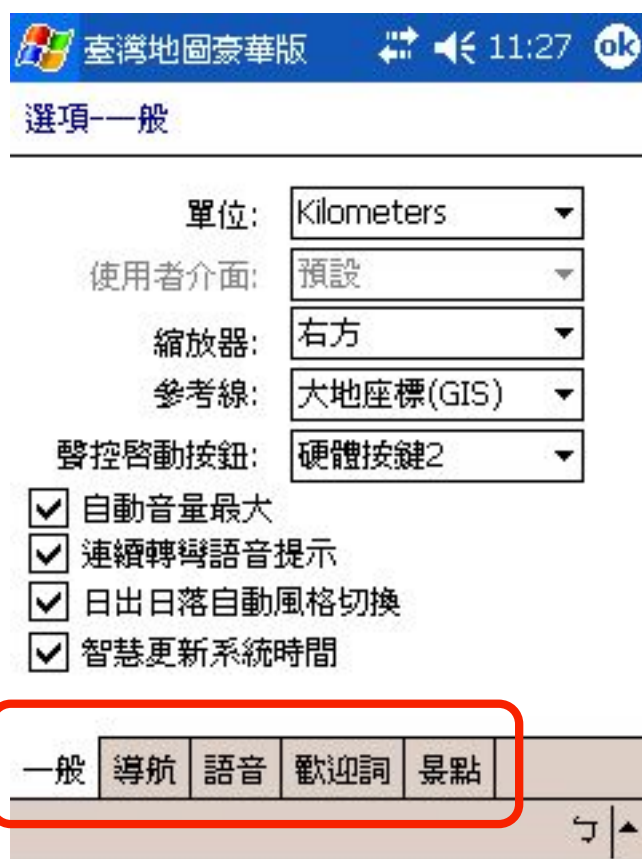 臺灣地圖豪華版 11:27 ok
選項-一般
單位: Kilometers
使用者介面: 預設
縮放器: 右方
參考線: 大地座標(GIS)
聲控啓動按鈕: 硬體按鍵2
自動音量最大
連續轉彎語音提示
日出日落自動風格切換
智慧更新系統時間
一般 導航 語音 歡迎詞 景點
ㄅ